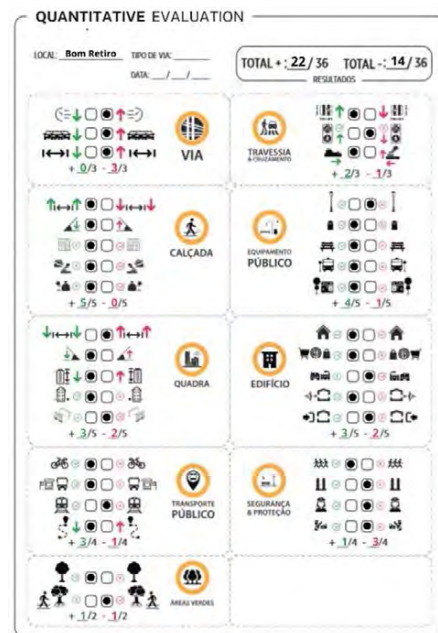 QUANTITATIVE EVALUATION
LOCAL: Bom Retiro TIPO DE VIA:
DATA: __/__/__
TOTAL +: 22 / 36 TOTAL -: 14 / 36
RESULTADOS
VIA
+ 0/3 - 3/3
TRAVESSIA
& CRUZAMENTO
+ 2/3 - 1/3
CALÇADA
+ 5/5 - 0/5
EQUIPAMENTO
PÚBLICO
+ 4/5 - 1/5
QUADRA
+ 3/5 - 2/5
EDIFÍCIO
+ 3/5 - 2/5
TRANSPORTE
PÚBLICO
+ 3/4 - 1/4
SEGURANÇA
& PROTEÇÃO
+ 1/4 - 3/4
ÁREAS VERDES
+ 1/2 - 1/2